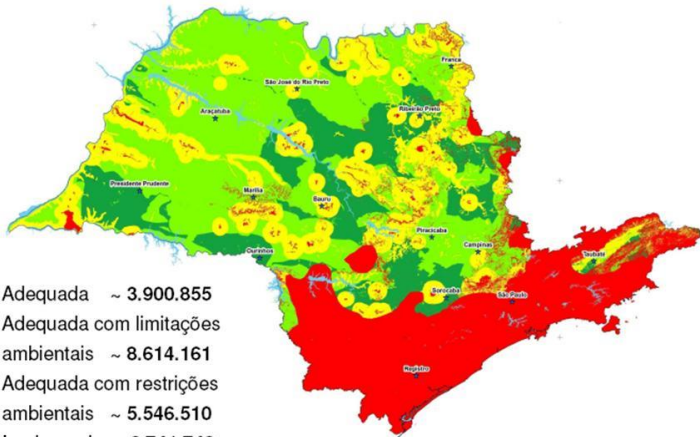 Franca
São José do Rio Preto
Ribeirão Preto
Araçatuba
Presidente Prudente
Marília
Bauru
Piracicaba
Campinas
Ourinhos
Taubaté
Sorocaba
São Paulo
Registro
Adequada ~ 3.900.855
Adequada com limitações
ambientais ~ 8.614.161
Adequada com restrições
ambientais ~ 5.546.510